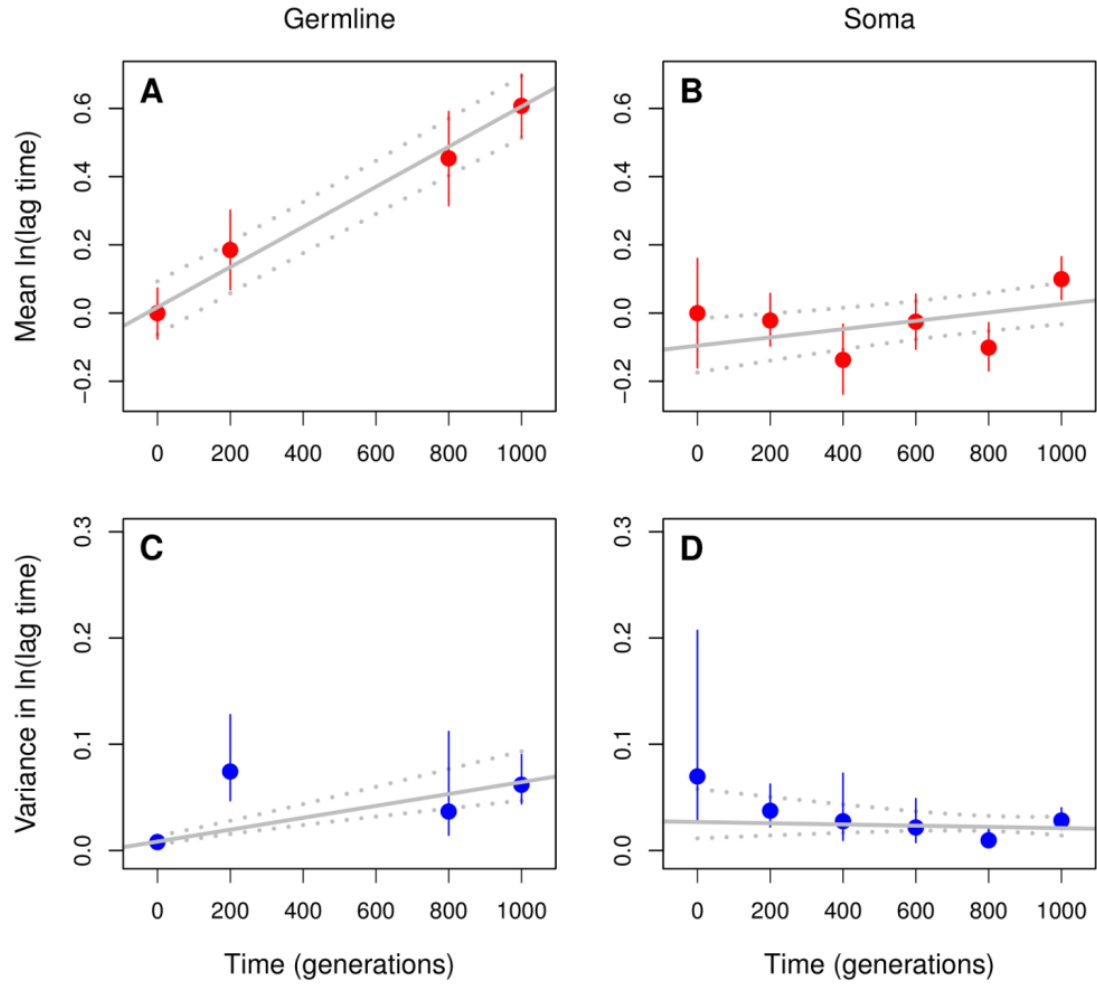 Germline
Soma
A
B
Mean ln(lag time)
−0.2 0.0 0.2 0.4 0.6
−0.2 0.0 0.2 0.4 0.6
0 200 400 600 800 1000
0 200 400 600 800 1000
C
D
Variance in ln(lag time)
0.0 0.1 0.2 0.3
0.0 0.1 0.2 0.3
0 200 400 600 800 1000
0 200 400 600 800 1000
Time (generations)
Time (generations)